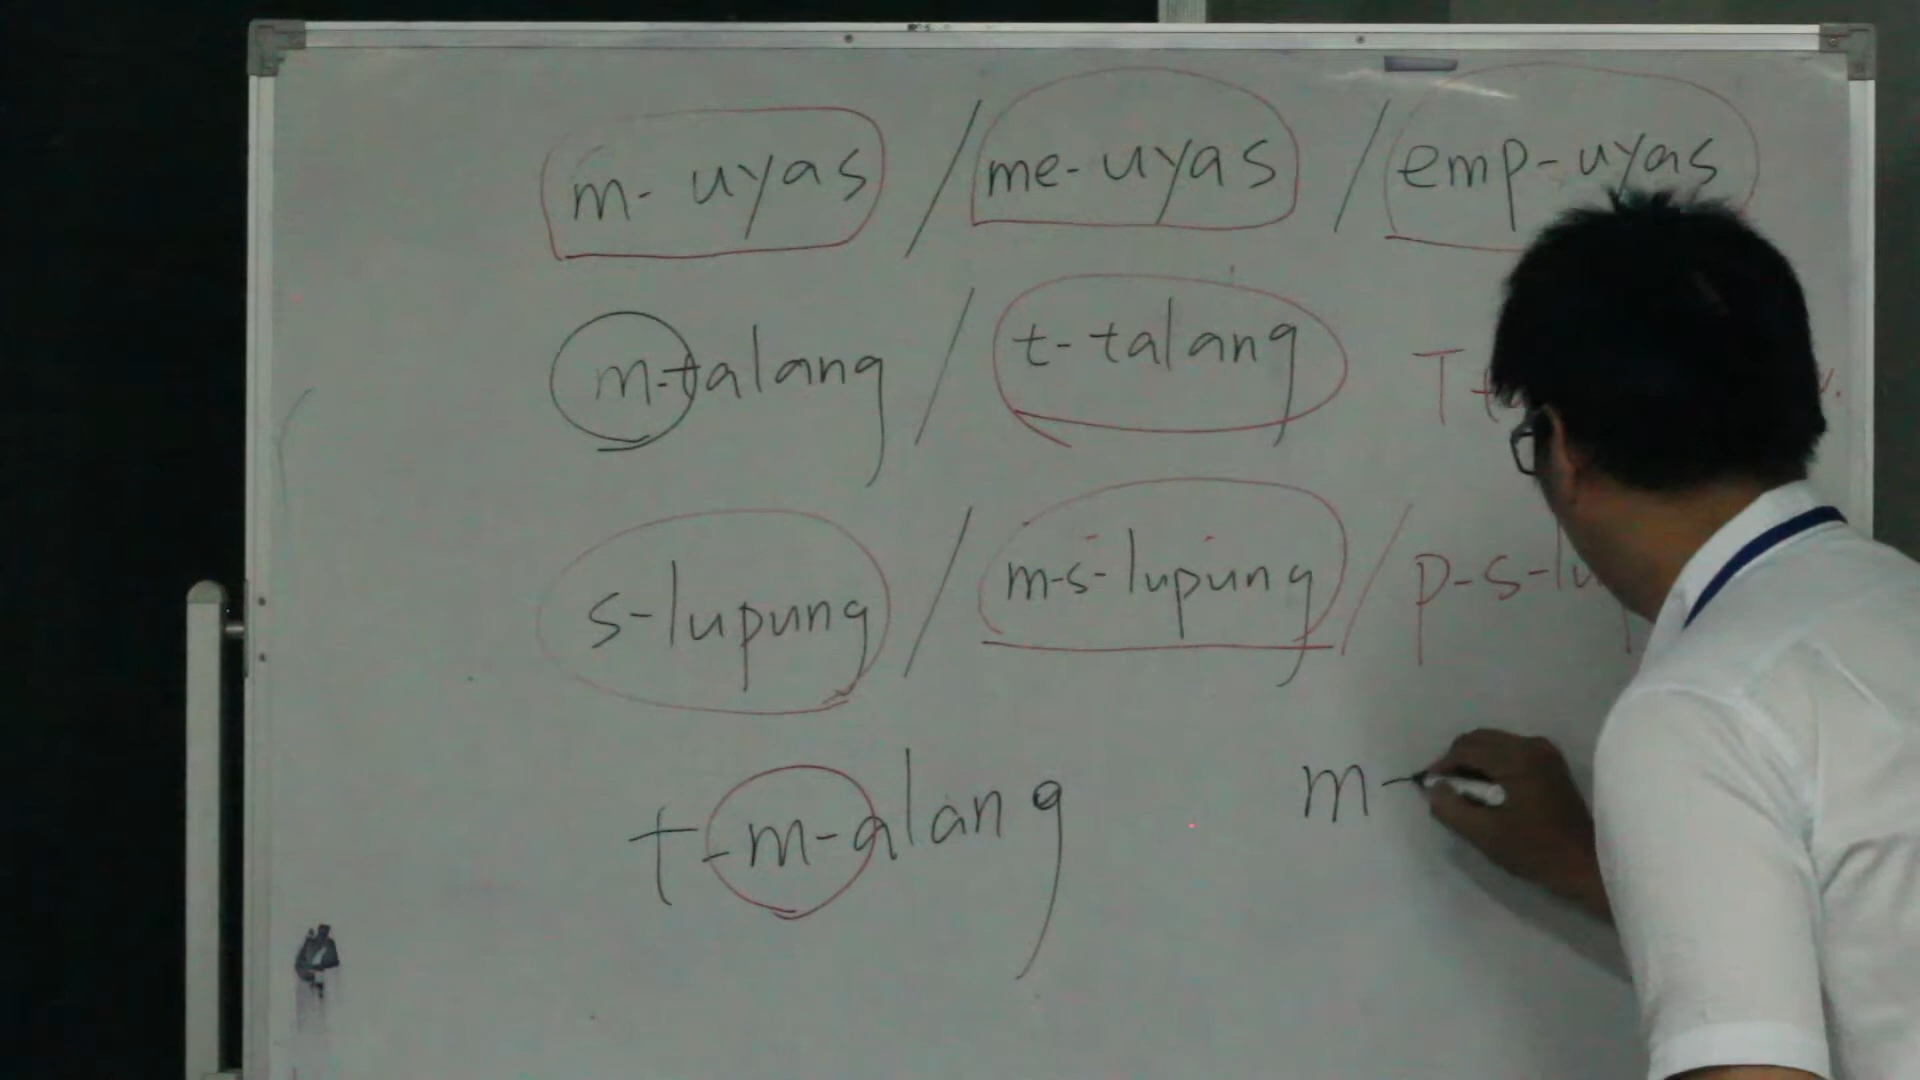 m-uyas / me-uyas / emp-uyas
m-talang / t-talang
s-lupung / m-s-lupung /
t-m-alang m-